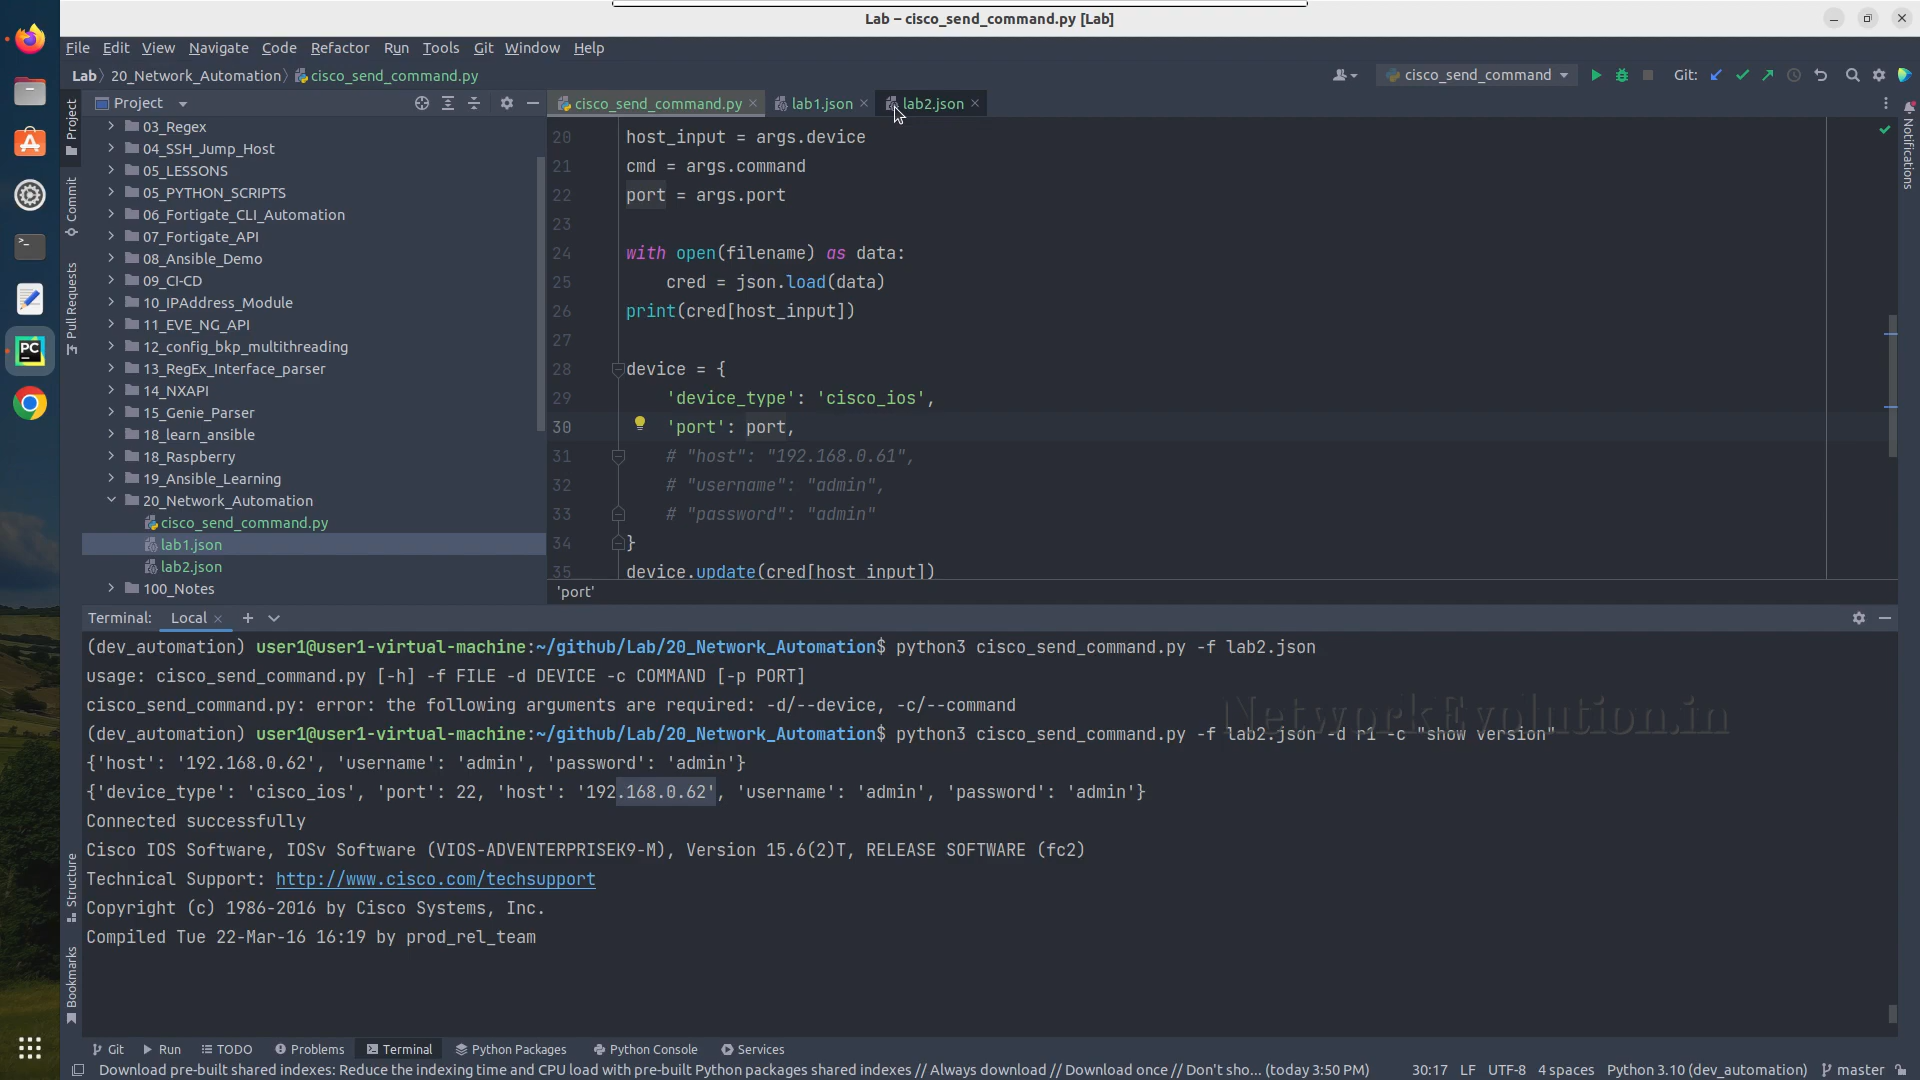 Lab – cisco_send_command.py [Lab]
File Edit View Navigate Code Refactor Run Tools Git Window Help
Lab 20_Network_Automation cisco_send_command.py
cisco_send_command
Git:
Project
cisco_send_command.py
lab1.json
lab2.json
03_Regex
04_SSH_Jump_Host
05_LESSONS
05_PYTHON_SCRIPTS
06_Fortigate_CLI_Automation
07_Fortigate_API
08_Ansible_Demo
09_CI-CD
10_IPAddress_Module
11_EVE_NG_API
12_config_bkp_multithreading
13_RegEx_Interface_parser
14_NXAPI
15_Genie_Parser
18_learn_ansible
18_Raspberry
19_Ansible_Learning
20_Network_Automation
cisco_send_command.py
lab1.json
lab2.json
100_Notes
20 host_input = args.device
21 cmd = args.command
22 port = args.port
23
24 with open(filename) as data:
25 cred = json.load(data)
26 print(cred[host_input])
27
28 device = {
29 'device_type': 'cisco_ios',
30 'port': port,
31 # "host": "192.168.0.61",
32 # "username": "admin",
33 # "password": "admin"
34 }
35 device.update(cred[host_input])
'port'
Project
Commit
Pull Requests
Structure
Bookmarks
Notifications
Terminal: Local
(dev_automation) user1@user1-virtual-machine:~/github/Lab/20_Network_Automation$ python3 cisco_send_command.py -f lab2.json
usage: cisco_send_command.py [-h] -f FILE -d DEVICE -c COMMAND [-p PORT]
cisco_send_command.py: error: the following arguments are required: -d/--device, -c/--command
(dev_automation) user1@user1-virtual-machine:~/github/Lab/20_Network_Automation$ python3 cisco_send_command.py -f lab2.json -d r1 -c "show version"
{'host': '192.168.0.62', 'username': 'admin', 'password': 'admin'}
{'device_type': 'cisco_ios', 'port': 22, 'host': '192.168.0.62', 'username': 'admin', 'password': 'admin'}
Connected successfully
Cisco IOS Software, IOSv Software (VIOS-ADVENTERPRISEK9-M), Version 15.6(2)T, RELEASE SOFTWARE (fc2)
Technical Support: http://www.cisco.com/techsupport
Copyright (c) 1986-2016 by Cisco Systems, Inc.
Compiled Tue 22-Mar-16 16:19 by prod_rel_team
NetworkEvolution.in
Git Run TODO Problems Terminal Python Packages Python Console Services
Download pre-built shared indexes: Reduce the indexing time and CPU load with pre-built Python packages shared indexes // Always download // Download once // Don't sho... (today 3:50 PM)
30:17 LF UTF-8 4 spaces Python 3.10 (dev_automation) master
PC